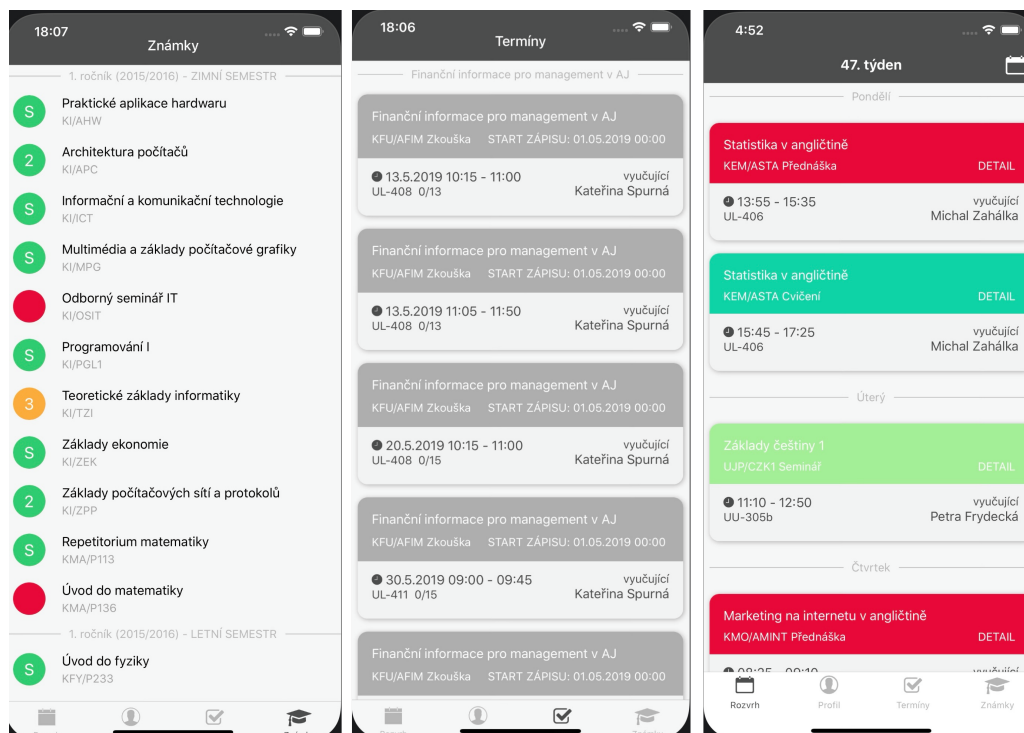 18:07
Známky
1. ročník (2015/2016) - ZIMNÍ SEMESTR
S
Praktické aplikace hardwaru
KI/AHW
2
Architektura počítačů
KI/APC
S
Informační a komunikační technologie
KI/ICT
S
Multimédia a základy počítačové grafiky
KI/MPG
Odborný seminář IT
KI/OSIT
S
Programování I
KI/PGL1
3
Teoretické základy informatiky
KI/TZI
S
Základy ekonomie
KI/ZEK
2
Základy počítačových sítí a protokolů
KI/ZPP
S
Repetitorium matematiky
KMA/P113
Úvod do matematiky
KMA/P136
1. ročník (2015/2016) - LETNÍ SEMESTR
S
Úvod do fyziky
KFY/P233
18:06
Termíny
Finanční informace pro management v AJ
Finanční informace pro management v AJ
KFU/AFIM Zkouška START ZÁPISU: 01.05.2019 00:00
13.5.2019 10:15 - 11:00 vyučující
UL-408 0/13 Kateřina Spurná
Finanční informace pro management v AJ
KFU/AFIM Zkouška START ZÁPISU: 01.05.2019 00:00
13.5.2019 11:05 - 11:50 vyučující
UL-408 0/13 Kateřina Spurná
Finanční informace pro management v AJ
KFU/AFIM Zkouška START ZÁPISU: 01.05.2019 00:00
20.5.2019 10:15 - 11:00 vyučující
UL-408 0/15 Kateřina Spurná
Finanční informace pro management v AJ
KFU/AFIM Zkouška START ZÁPISU: 01.05.2019 00:00
30.5.2019 09:00 - 09:45 vyučující
UL-411 0/15 Kateřina Spurná
Finanční informace pro management v AJ
KFU/AFIM Zkouška START ZÁPISU: 01.05.2019 00:00
4:52
47. týden
Pondělí
Statistika v angličtině
KEM/ASTA Přednáška DETAIL
13:55 - 15:35 vyučující
UL-406 Michal Zahálka
Statistika v angličtině
KEM/ASTA Cvičení DETAIL
15:45 - 17:25 vyučující
UL-406 Michal Zahálka
Úterý
Základy češtiny 1
UJP/CZK1 Seminář DETAIL
11:10 - 12:50 vyučující
UU-305b Petra Frydecká
Čtvrtek
Marketing na internetu v angličtině
KMO/AMINT Přednáška DETAIL
Rozvrh Profil Termíny Známky